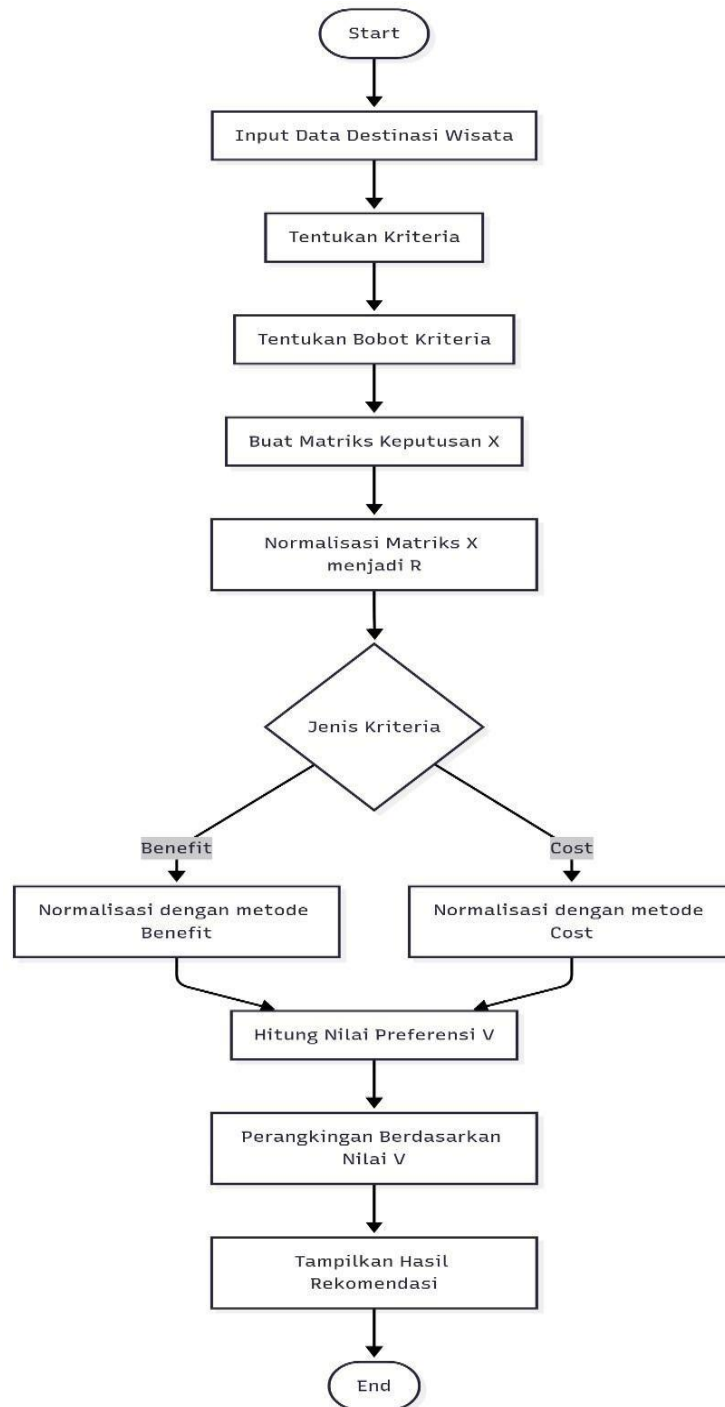 Start
Input Data Destinasi Wisata
Tentukan Kriteria
Tentukan Bobot Kriteria
Buat Matriks Keputusan X
Normalisasi Matriks X
menjadi R
Jenis Kriteria
Benefit
Cost
Normalisasi dengan metode
Benefit
Normalisasi dengan metode
Cost
Hitung Nilai Preferensi V
Perangkingan Berdasarkan
Nilai V
Tampilkan Hasil
Rekomendasi
End